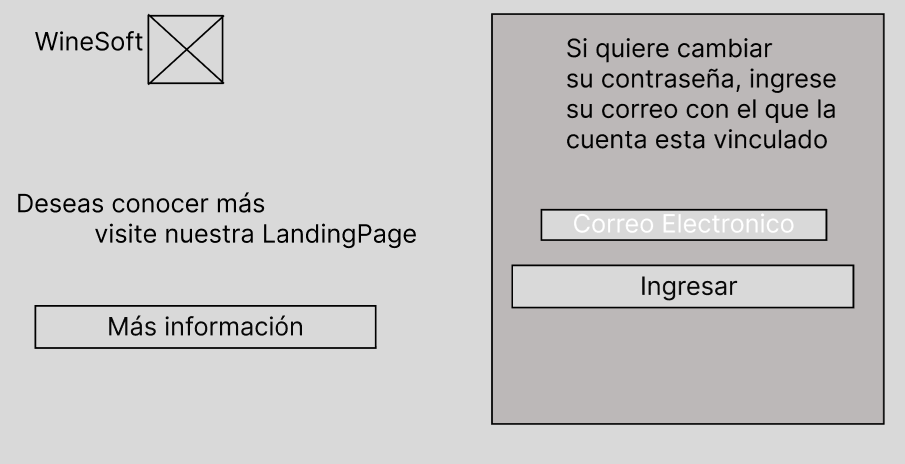 WineSoft
Deseas conocer más
visite nuestra LandingPage
Más información
Si quiere cambiar
su contraseña, ingrese
su correo con el que la
cuenta esta vinculado
Correo Electronico
Ingresar